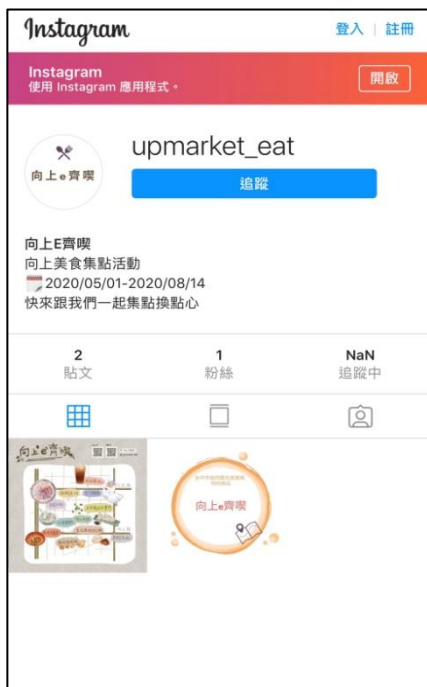 Instagram
登入 | 註冊
Instagram
使用 Instagram 應用程式。
開啟
向上e齊喫
upmarket_eat
追蹤
向上E齊喫
向上美食集點活動
2020/05/01-2020/08/14
快來跟我們一起集點換點心
2
貼文
1
粉絲
NaN
追蹤中
向上e齊喫
向上e齊喫